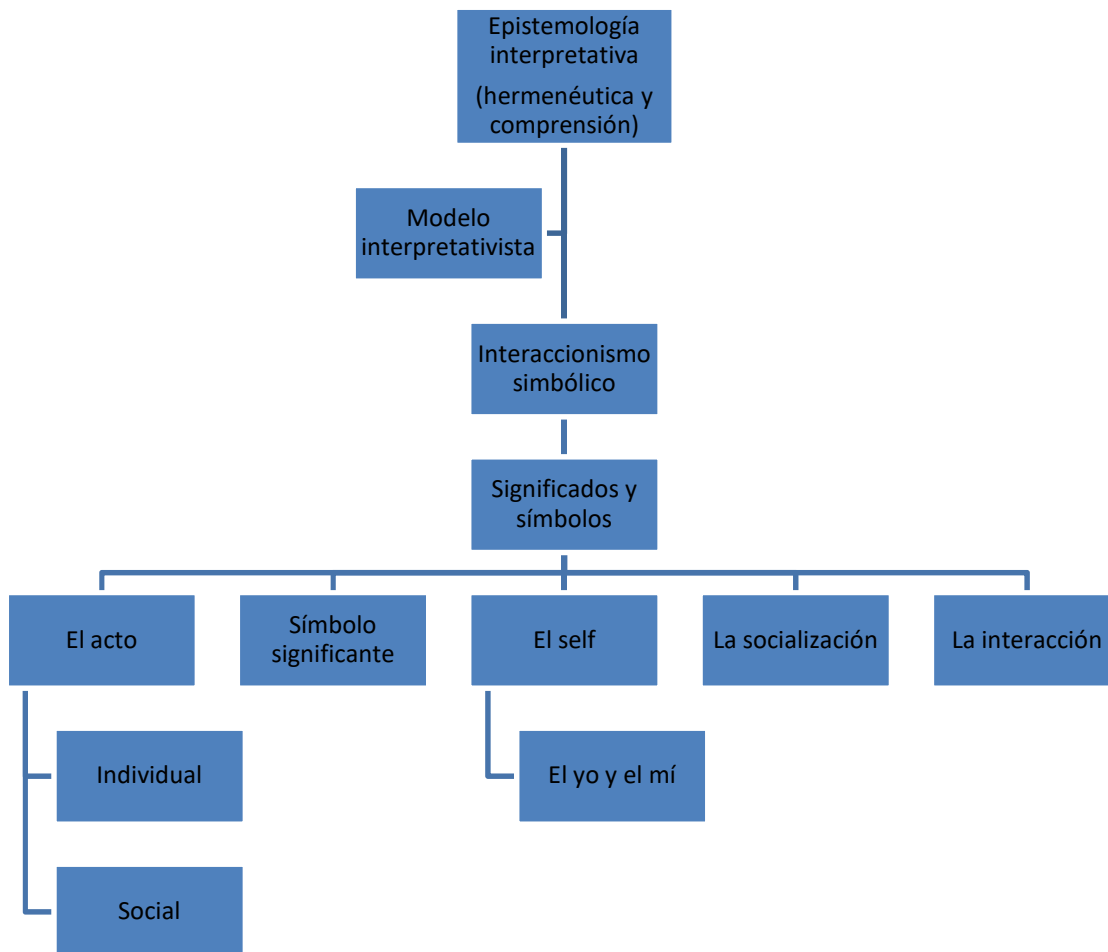 Epistemología
interpretativa
(hermenéutica y
comprensión)
Modelo
interpretativista
Interaccionismo
simbólico
Significados y
símbolos
El acto
Símbolo
significante
El self
La socialización
La interacción
Individual
El yo y el mí
Social